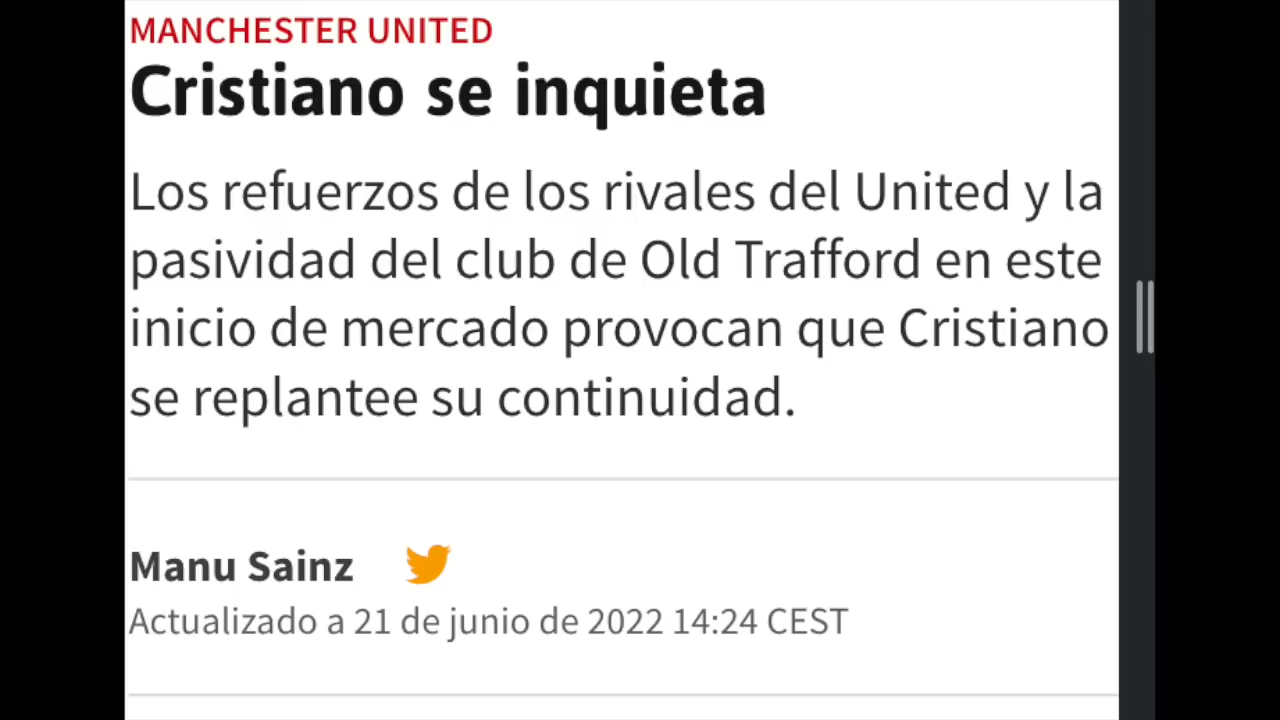 MANCHESTER UNITED
Cristiano se inquieta
Los refuerzos de los rivales del United y la
pasividad del club de Old Trafford en este
inicio de mercado provocan que Cristiano
se replantee su continuidad.
Manu Sainz
Actualizado a 21 de junio de 2022 14:24 CEST